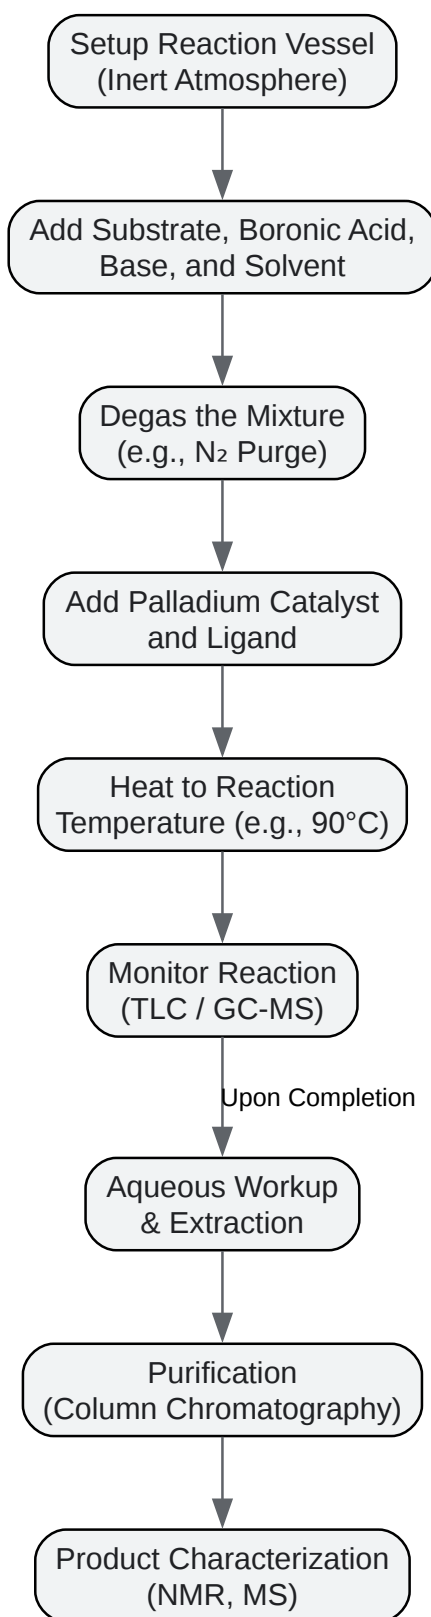 Setup Reaction Vessel
(Inert Atmosphere)
Add Substrate, Boronic Acid,
Base, and Solvent
Degas the Mixture
(e.g., N₂ Purge)
Add Palladium Catalyst
and Ligand
Heat to Reaction
Temperature (e.g., 90°C)
Monitor Reaction
(TLC / GC-MS)
Upon Completion
Aqueous Workup
& Extraction
Purification
(Column Chromatography)
Product Characterization
(NMR, MS)